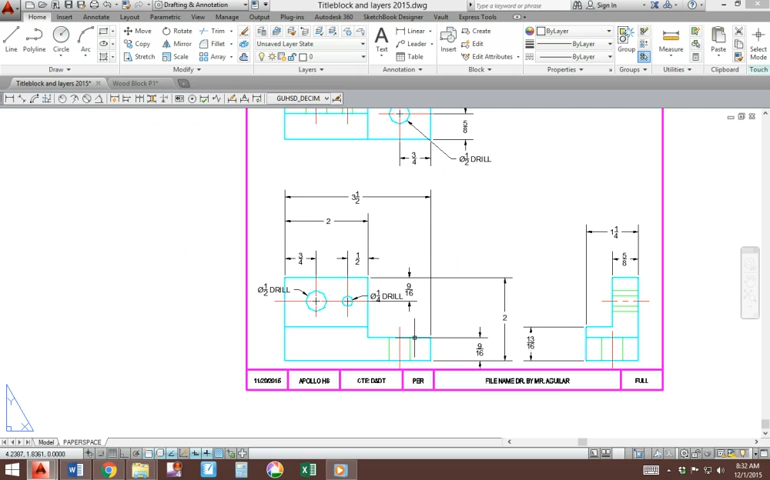 Drafting & Annotation
Titleblock and layers 2015.dwg
Type a keyword or phrase
Sign In
Home Insert Annotate Layout Parametric View Manage Output Plug-ins Autodesk 360 SketchBook Designer Vault Express Tools
Line Polyline Circle Arc
Move Rotate Trim
Copy Mirror Fillet
Stretch Scale Array
Unsaved Layer State
0
Text
Linear
Leader
Table
Insert
Create
Edit
Edit Attributes
ByLayer
ByLayer
ByLayer
Group
Measure
Paste
Select
Mode
Draw Modify Layers Annotation Block Properties Groups Utilities Clipboard Touch
Titleblock and layers 2015* Wood Block P1*
GUHSD_DECIM
5/8
3/4
Ø1/2 DRILL
3 1/2
2
3/4
1/2
Ø1/2 DRILL
Ø1/4 DRILL
9/16
2
9/16
1 1/4
5/8
13/16
11/20/2015 APOLLO HS CTE: DADT PER FILE NAME DR. BY MR. AGUILAR FULL
Y
X
Model PAPERSPACE
4.2387, 1.8361, 0.0000
8:32 AM
12/1/2015